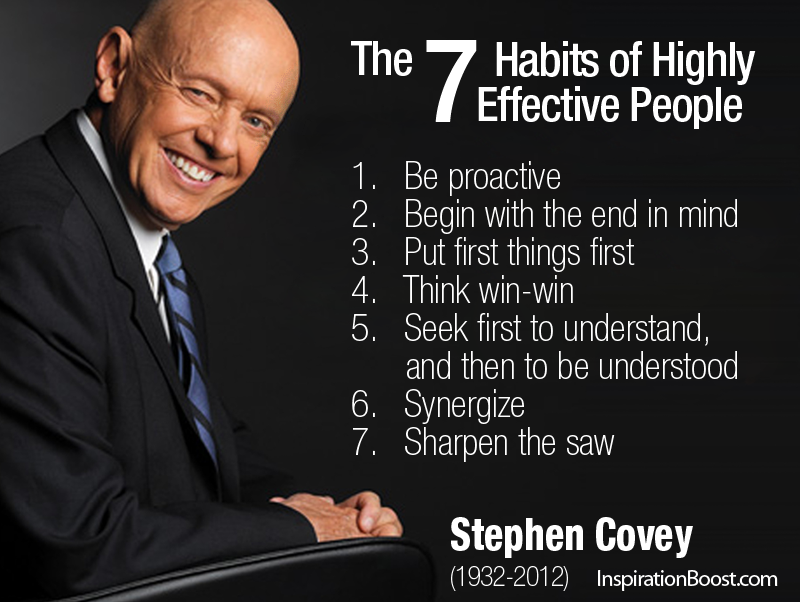 The 7 Habits of Highly
Effective People
1. Be proactive
2. Begin with the end in mind
3. Put first things first
4. Think win-win
5. Seek first to understand,
and then to be understood
6. Synergize
7. Sharpen the saw
Stephen Covey
(1932-2012) InspirationBoost.com